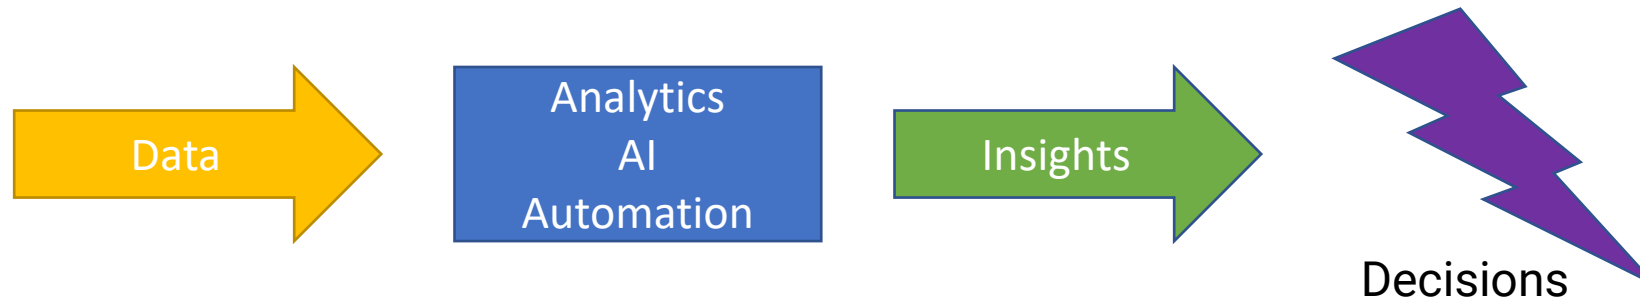 Data
Analytics
AI
Automation
Insights
Decisions